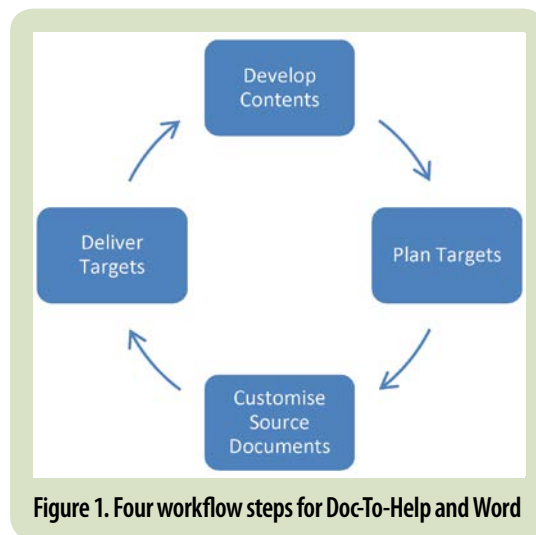 Develop
Contents
Plan Targets
Customise
Source
Documents
Deliver
Targets
Figure 1. Four workflow steps for Doc-To-Help and Word